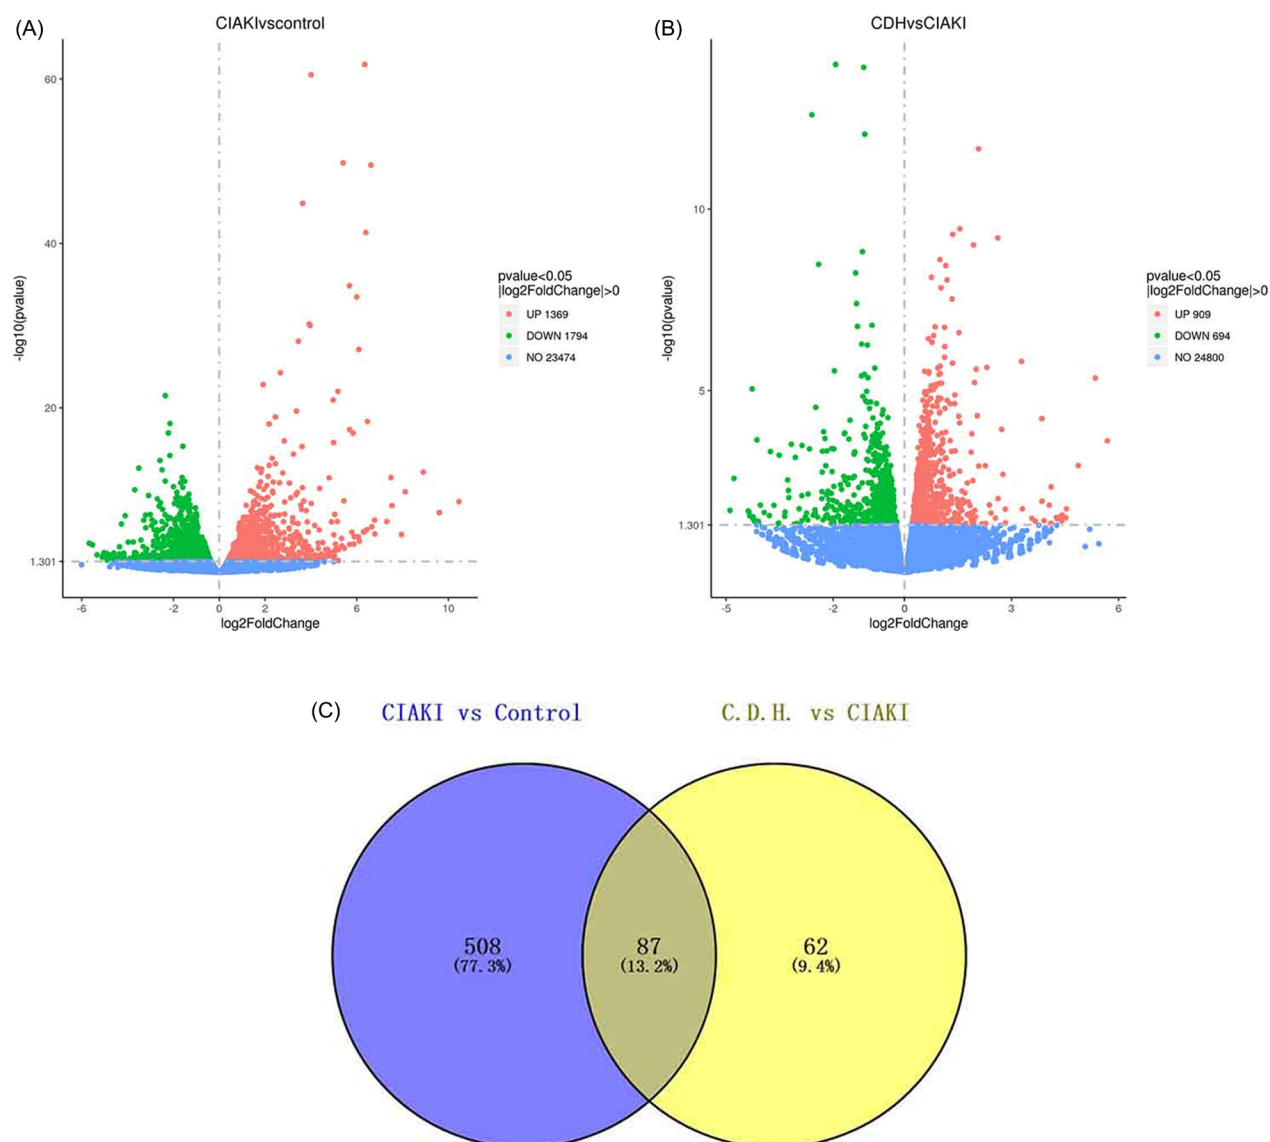 (A)
CIAKIvscontrol
60
40
20
1.301
-log10(pvalue)
-6
-2
0
2
6
10
log2FoldChange
pvalue<0.05
|log2FoldChange|>0
UP 1369
DOWN 1794
NO 23474
(B)
CDHvsCIAKI
10
5
1.301
-log10(pvalue)
-5
-2
0
3
6
log2FoldChange
pvalue<0.05
|log2FoldChange|>0
UP 909
DOWN 694
NO 24800
(C)
CIAKI vs Control
C.D.H. vs CIAKI
508
(77.3%)
87
(13.2%)
62
(9.4%)